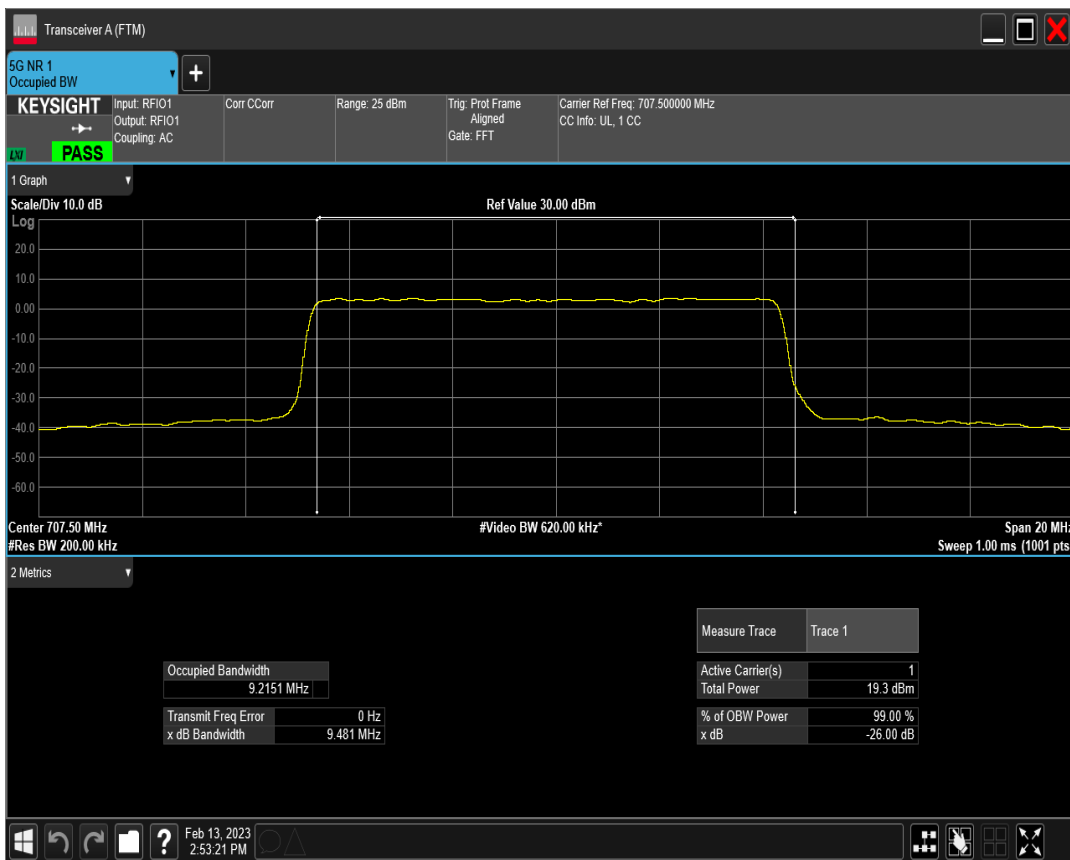 Transceiver A (FTM)
5G NR 1
Occupied BW
+
KEYSIGHT
LXI
PASS
Input: RFIO1
Output: RFIO1
Coupling: AC
Corr CCorr
Range: 25 dBm
Trig: Prot Frame
Aligned
Gate: FFT
Carrier Ref Freq: 707.500000 MHz
CC Info: UL, 1 CC
1 Graph
Scale/Div 10.0 dB
Ref Value 30.00 dBm
Log
20.0
10.0
0.00
-10.0
-20.0
-30.0
-40.0
-50.0
-60.0
Center 707.50 MHz
#Video BW 620.00 kHz*
Span 20 MHz
#Res BW 200.00 kHz
Sweep 1.00 ms (1001 pts
2 Metrics
Measure Trace Trace 1
Occupied Bandwidth
9.2151 MHz
Active Carrier(s) 1
Total Power 19.3 dBm
Transmit Freq Error 0 Hz
x dB Bandwidth 9.481 MHz
% of OBW Power 99.00 %
x dB -26.00 dB
?
Feb 13, 2023
2:53:21 PM